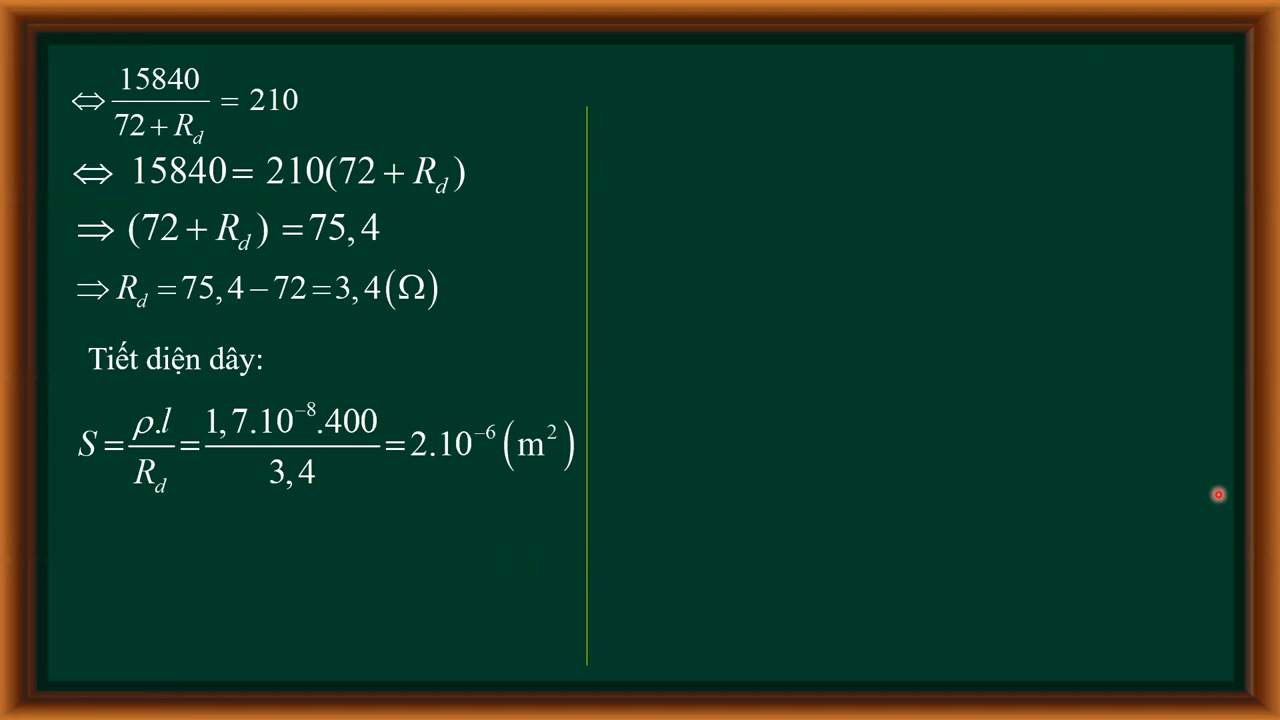 ⇔ 15840/(72 + R_d) = 210
⇔ 15840 = 210(72 + R_d)
⇒ (72 + R_d) = 75,4
⇒ R_d = 75,4 − 72 = 3,4(Ω)
Tiết diện dây:
S = ρ.l/R_d = 1,7.10⁻⁸.400/3,4 = 2.10⁻⁶(m²)